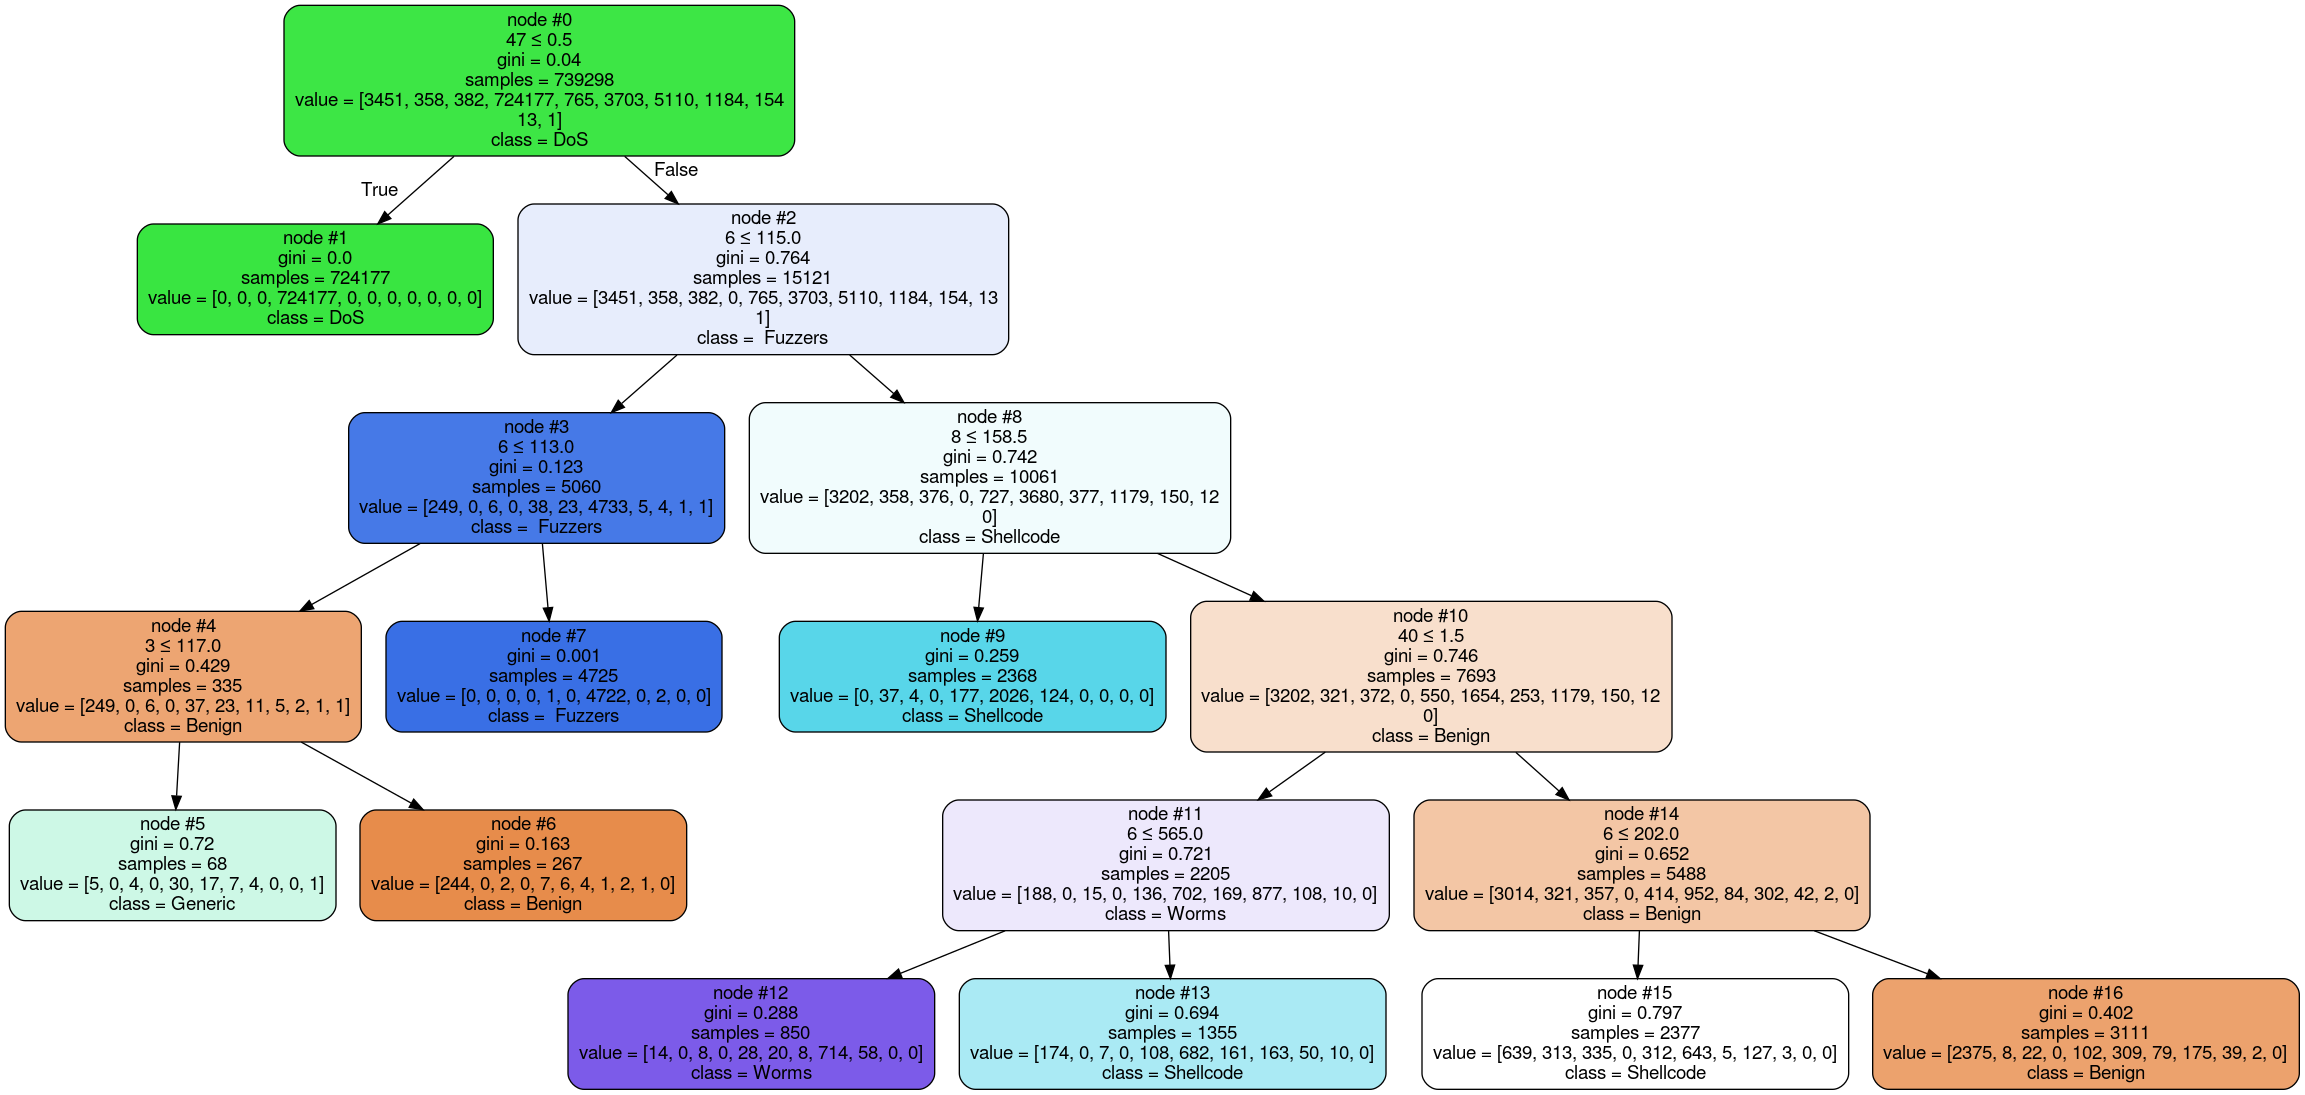 node #0
47 ≤ 0.5
gini = 0.04
samples = 739298
value = [3451, 358, 382, 724177, 765, 3703, 5110, 1184, 154
13, 1]
class = DoS
True
False
node #1
gini = 0.0
samples = 724177
value = [0, 0, 0, 724177, 0, 0, 0, 0, 0, 0, 0]
class = DoS
node #2
6 ≤ 115.0
gini = 0.764
samples = 15121
value = [3451, 358, 382, 0, 765, 3703, 5110, 1184, 154, 13
1]
class =  Fuzzers
node #3
6 ≤ 113.0
gini = 0.123
samples = 5060
value = [249, 0, 6, 0, 38, 23, 4733, 5, 4, 1, 1]
class =  Fuzzers
node #8
8 ≤ 158.5
gini = 0.742
samples = 10061
value = [3202, 358, 376, 0, 727, 3680, 377, 1179, 150, 12
0]
class = Shellcode
node #4
3 ≤ 117.0
gini = 0.429
samples = 335
value = [249, 0, 6, 0, 37, 23, 11, 5, 2, 1, 1]
class = Benign
node #7
gini = 0.001
samples = 4725
value = [0, 0, 0, 0, 1, 0, 4722, 0, 2, 0, 0]
class =  Fuzzers
node #9
gini = 0.259
samples = 2368
value = [0, 37, 4, 0, 177, 2026, 124, 0, 0, 0, 0]
class = Shellcode
node #10
40 ≤ 1.5
gini = 0.746
samples = 7693
value = [3202, 321, 372, 0, 550, 1654, 253, 1179, 150, 12
0]
class = Benign
node #5
gini = 0.72
samples = 68
value = [5, 0, 4, 0, 30, 17, 7, 4, 0, 0, 1]
class = Generic
node #6
gini = 0.163
samples = 267
value = [244, 0, 2, 0, 7, 6, 4, 1, 2, 1, 0]
class = Benign
node #11
6 ≤ 565.0
gini = 0.721
samples = 2205
value = [188, 0, 15, 0, 136, 702, 169, 877, 108, 10, 0]
class = Worms
node #14
6 ≤ 202.0
gini = 0.652
samples = 5488
value = [3014, 321, 357, 0, 414, 952, 84, 302, 42, 2, 0]
class = Benign
node #12
gini = 0.288
samples = 850
value = [14, 0, 8, 0, 28, 20, 8, 714, 58, 0, 0]
class = Worms
node #13
gini = 0.694
samples = 1355
value = [174, 0, 7, 0, 108, 682, 161, 163, 50, 10, 0]
class = Shellcode
node #15
gini = 0.797
samples = 2377
value = [639, 313, 335, 0, 312, 643, 5, 127, 3, 0, 0]
class = Shellcode
node #16
gini = 0.402
samples = 3111
value = [2375, 8, 22, 0, 102, 309, 79, 175, 39, 2, 0]
class = Benign